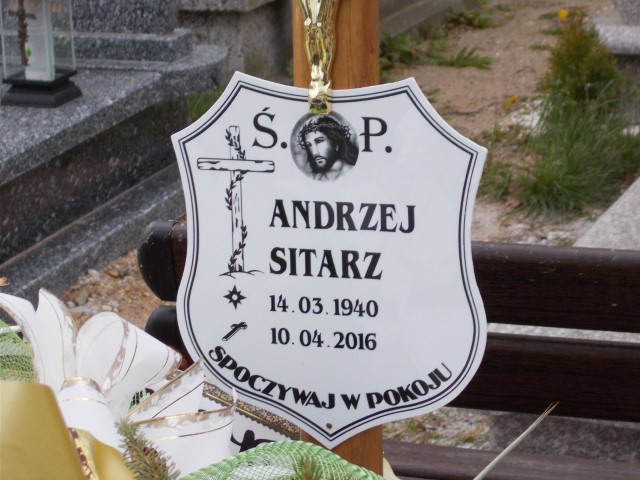 Ś. P.
ANDRZEJ
SITARZ
14.03.1940
10.04.2016
SPOCZYWAJ W POKOJU